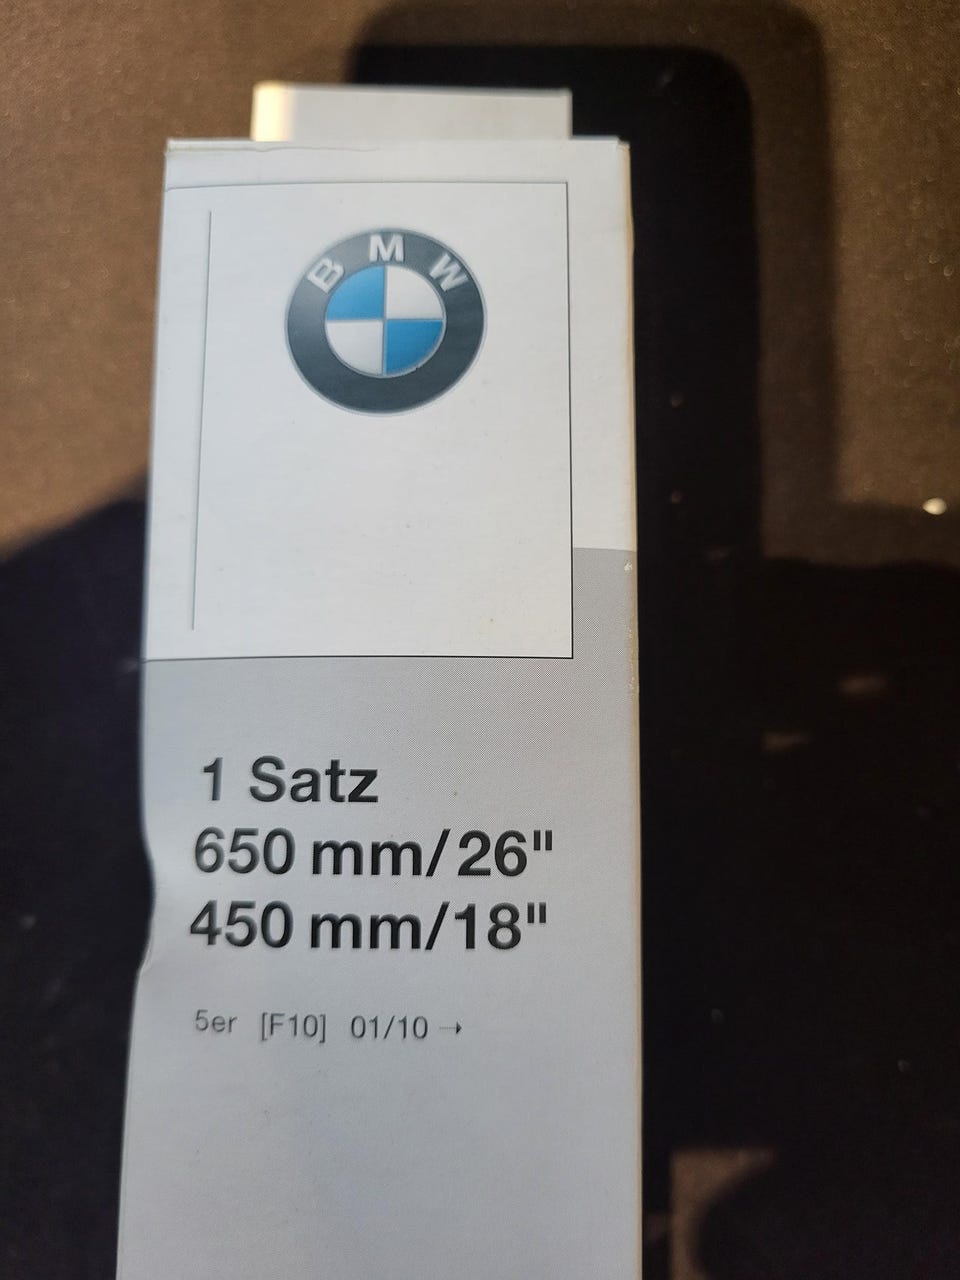 BMW
1 Satz
650 mm/26"
450 mm/18"
5er [F10] 01/10 →